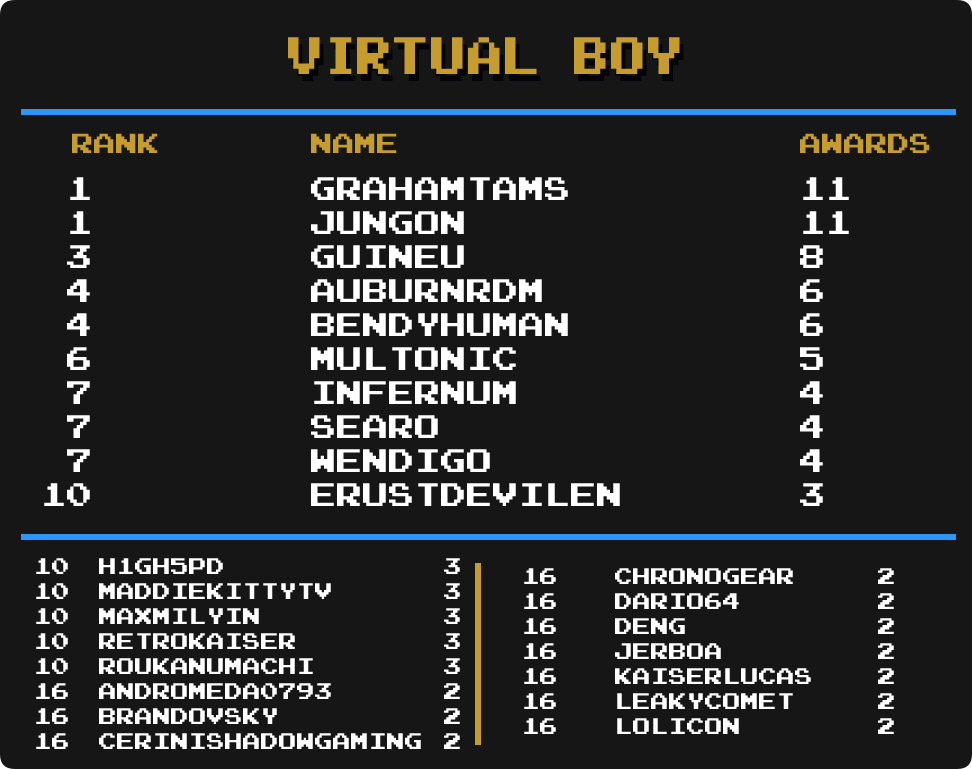 VIRTUAL BOY
RANK NAME AWARDS
1 GRAHAMTAMS 11
1 JUNGON 11
3 GUINEU 8
4 AUBURNRDM 6
4 BENDYHUMAN 6
6 MULTONIC 5
7 INFERNUM 4
7 SEARO 4
7 WENDIGO 4
10 ERUSTDEVILEN 3
10 H1GH5PD 3
10 MADDIEKITTYTV 3
10 MAXMILYIN 3
10 RETROKAISER 3
10 ROUKANUMACHI 3
16 ANDROMEDA0793 2
16 BRANDOVSKY 2
16 CERINISHADOWGAMING 2
16 CHRONOGEAR 2
16 DARIO64 2
16 DENG 2
16 JERBOA 2
16 KAISERLUCAS 2
16 LEAKYCOMET 2
16 LOLICON 2